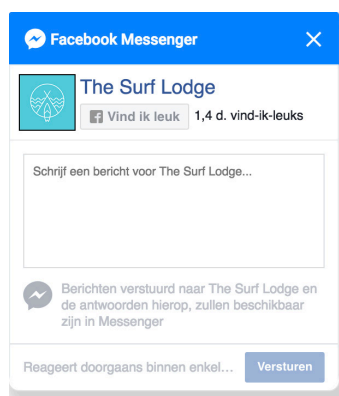 Facebook Messenger
The Surf Lodge
Vind ik leuk 1,4 d. vind-ik-leuks
Schrijf een bericht voor The Surf Lodge...
Berichten verstuurd naar The Surf Lodge en
de antwoorden hierop, zullen beschikbaar
zijn in Messenger
Reageert doorgaans binnen enkel...
Versturen